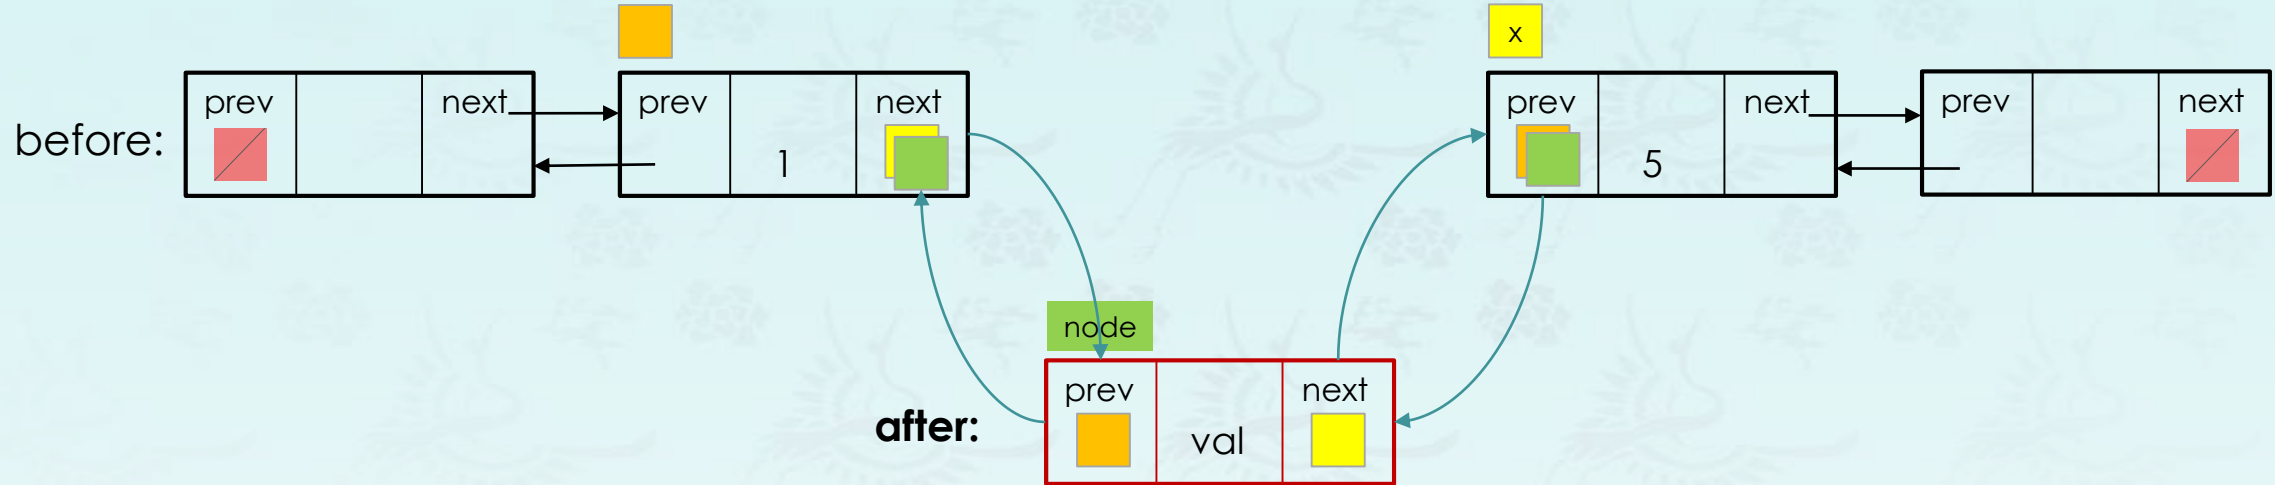 x
prev next prev next prev next prev next
before: 1 5
node
prev next
after: val